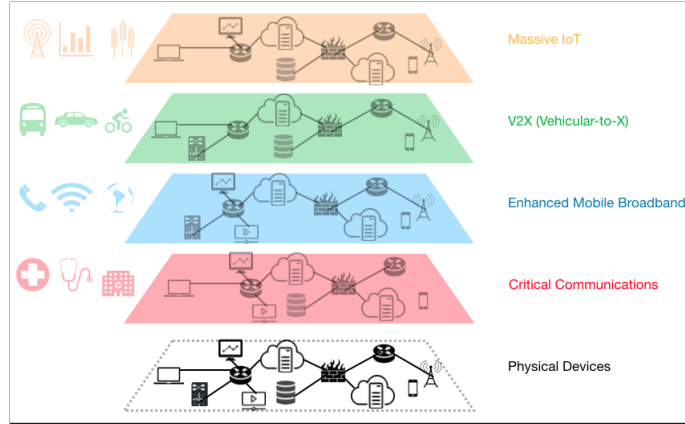 Massive IoT
V2X (Vehicular-to-X)
Enhanced Mobile Broadband
Critical Communications
Physical Devices